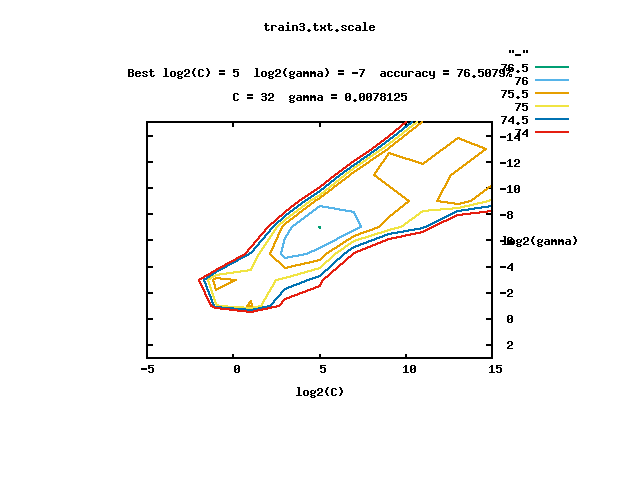 train3.txt.scale
"-"
Best log2(C) = 5 log2(gamma) = -7 accuracy = 76.5079%
76.5
76
C = 32 gamma = 0.0078125
75.5
75
74.5
74
-14
-12
-10
-8
-6
log2(gamma)
-4
-2
0
2
-5 0 5 10 15
log2(C)